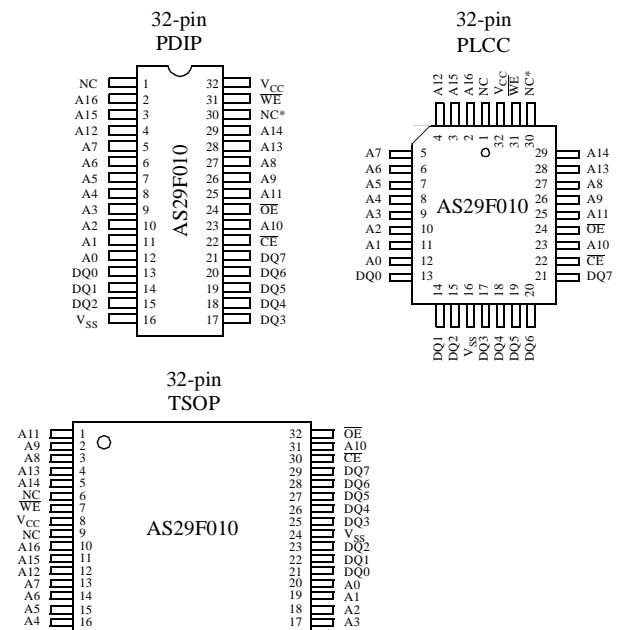 32-pin
PDIP
NC 1 32 VCC
A16 2 31 WE
A15 3 30 NC*
A12 4 29 A14
A7 5 28 A13
A6 6 27 A8
A5 7 26 A9
A4 8 25 A11
A3 9 24 OE
A2 10 23 A10
A1 11 22 CE
A0 12 21 DQ7
DQ0 13 20 DQ6
DQ1 14 19 DQ5
DQ2 15 18 DQ4
VSS 16 17 DQ3
AS29F010
32-pin
PLCC
A12 A15 A16 NC VCC WE NC*
4 3 2 1 32 31 30
A7 5 29 A14
A6 6 28 A13
A5 7 27 A8
A4 8 26 A9
A3 9 25 A11
A2 10 24 OE
A1 11 23 A10
A0 12 22 CE
DQ0 13 21 DQ7
AS29F010
14 15 16 17 18 19 20
DQ1 DQ2 VSS DQ3 DQ4 DQ5 DQ6
32-pin
TSOP
A11 1 32 OE
A9 2 31 A10
A8 3 30 CE
A13 4 29 DQ7
A14 5 28 DQ6
NC 6 27 DQ5
WE 7 26 DQ4
VCC 8 25 DQ3
NC 9 24 VSS
A16 10 23 DQ2
A15 11 22 DQ1
A12 12 21 DQ0
A7 13 20 A0
A6 14 19 A1
A5 15 18 A2
A4 16 17 A3
AS29F010